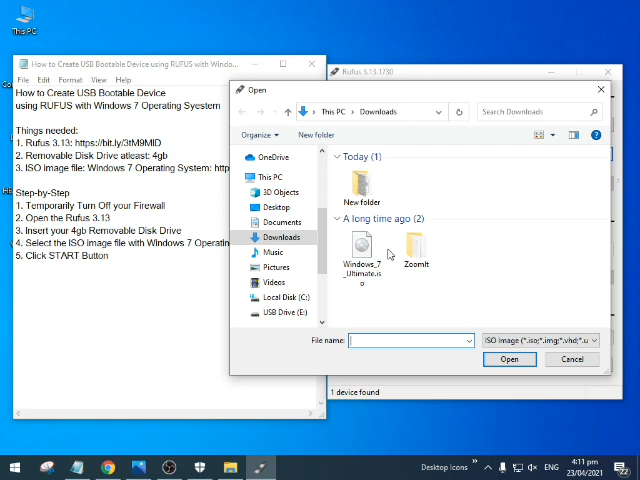 This PC
How to Create USB Bootable Device using RUFUS with Windo...
File Edit Format View Help
How to Create USB Bootable Device
using RUFUS with Windows 7 Operating Syestem
Things needed:
1. Rufus 3.13: https://bit.ly/3tM9MlD
2. Removable Disk Drive atleast: 4gb
3. ISO image file: Windows 7 Operating System: http
Step-by-Step
1. Temporarily Turn Off your Firewall
2. Open the Rufus 3.13
3. Insert your 4gb Removable Disk Drive
4. Select the ISO image file with Windows 7 Operatin
5. Click START Button
Rufus 3.13.1730
Open
This PC > Downloads
Search Downloads
Organize New folder
OneDrive
This PC
3D Objects
Desktop
Documents
Downloads
Music
Pictures
Videos
Local Disk (C:)
USB Drive (E:)
Today (1)
New folder
A long time ago (2)
Windows_7
_Ultimate.is
o
ZoomIt
File name:
ISO Image (*.iso;*.img;*.vhd;*.u
Open Cancel
1 device found
Desktop icons » ENG 4:11 pm
23/04/2021
22